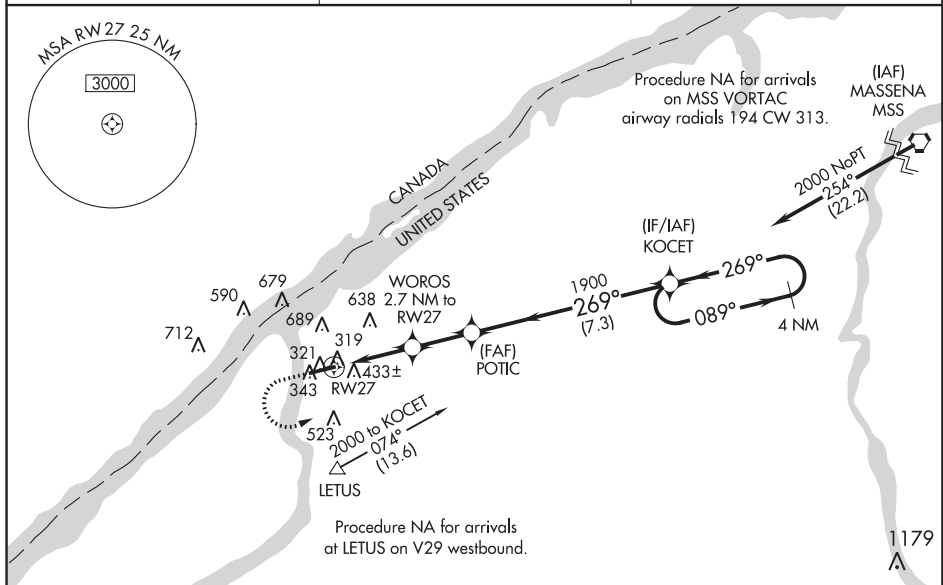 MSA RW27 25 NM
3000
Procedure NA for arrivals
on MSS VORTAC
airway radials 194 CW 313.
(IAF)
MASSENA
MSS
CANADA
UNITED STATES
2000 NoPT
254°
(22.2)
(IF/IAF)
KOCET
269°
089°
4 NM
1900
269°
(7.3)
WOROS
2.7 NM to
RW27
(FAF)
POTIC
679
590
638
689
712
321
319
343
RW27
433±
523
2000 to KOCET
074°
(13.6)
LETUS
Procedure NA for arrivals
at LETUS on V29 westbound.
1179